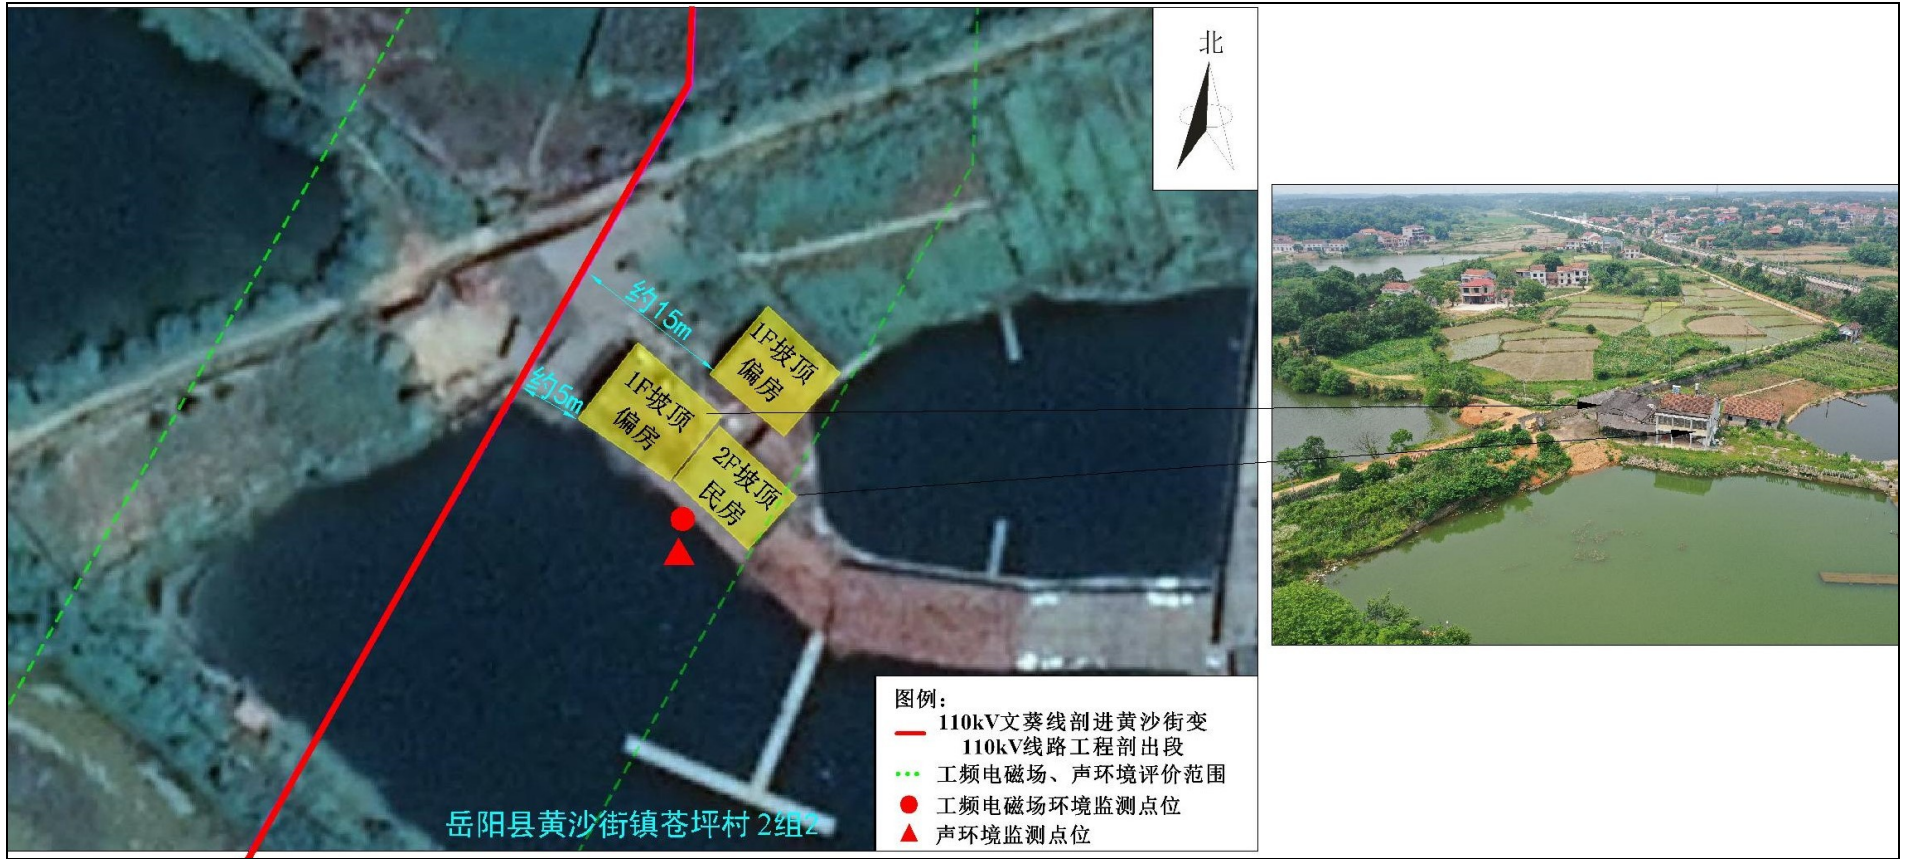 北
约15m
1F坡顶
偏房
约5m
1F坡顶
偏房
2F坡顶
民房
图例：
110kV文葵线剖进黄沙街变
110kV线路工程剖出段
工频电磁场、声环境评价范围
工频电磁场环境监测点位
声环境监测点位
岳阳县黄沙街镇苍坪村2组2